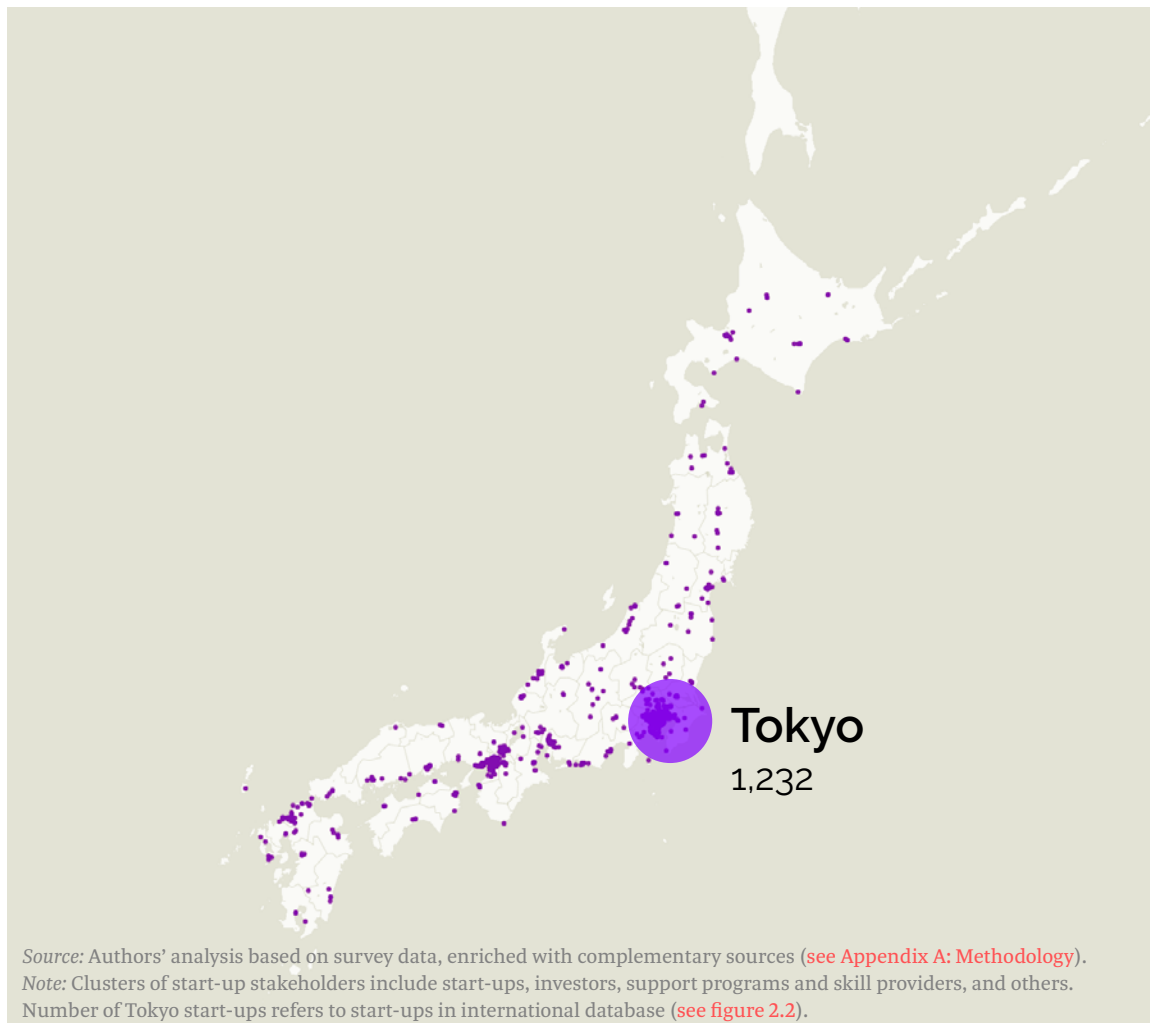 Tokyo
1,232
Source: Authors’ analysis based on survey data, enriched with complementary sources (see Appendix A: Methodology).
Note: Clusters of start-up stakeholders include start-ups, investors, support programs and skill providers, and others.
Number of Tokyo start-ups refers to start-ups in international database (see figure 2.2).